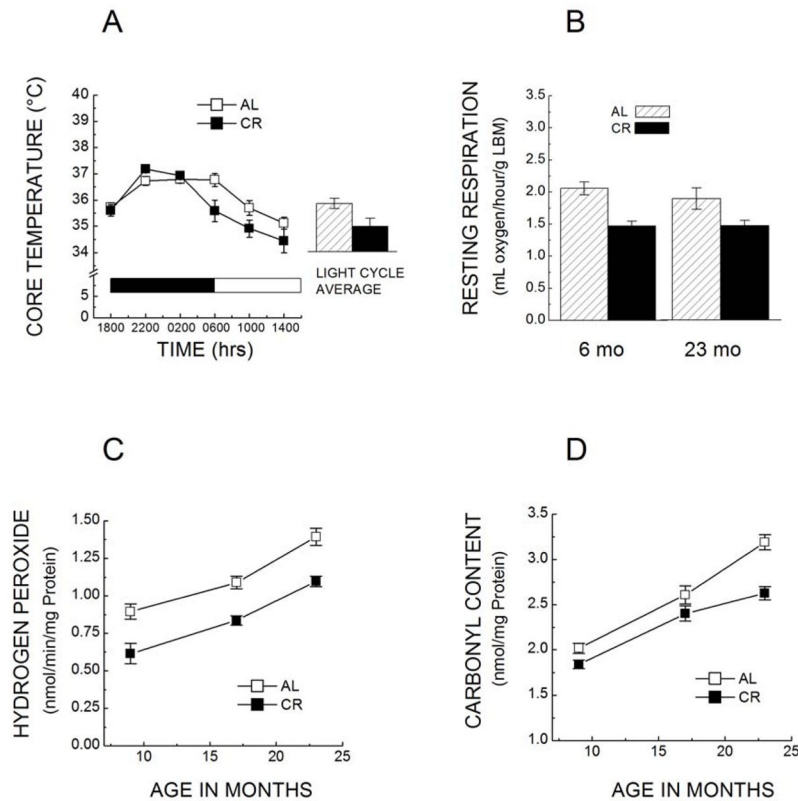 A
CORE TEMPERATURE (°C)
40
39
38
37
36
35
34
5
0
AL
CR
1800 2200 0200 0600 1000 1400
TIME (hrs)
LIGHT CYCLE
AVERAGE
B
RESTING RESPIRATION
(mL oxygen/hour/g LBM)
3.5
3.0
2.5
2.0
1.5
1.0
0.5
0.0
AL
CR
6 mo 23 mo
C
HYDROGEN PEROXIDE
(nmol/min/mg Protein)
1.50
1.25
1.00
0.75
0.50
0.25
0.00
AL
CR
10 15 20 25
AGE IN MONTHS
D
CARBONYL CONTENT
(nmol/mg Protein)
3.5
3.0
2.5
2.0
1.5
1.0
AL
CR
10 15 20 25
AGE IN MONTHS